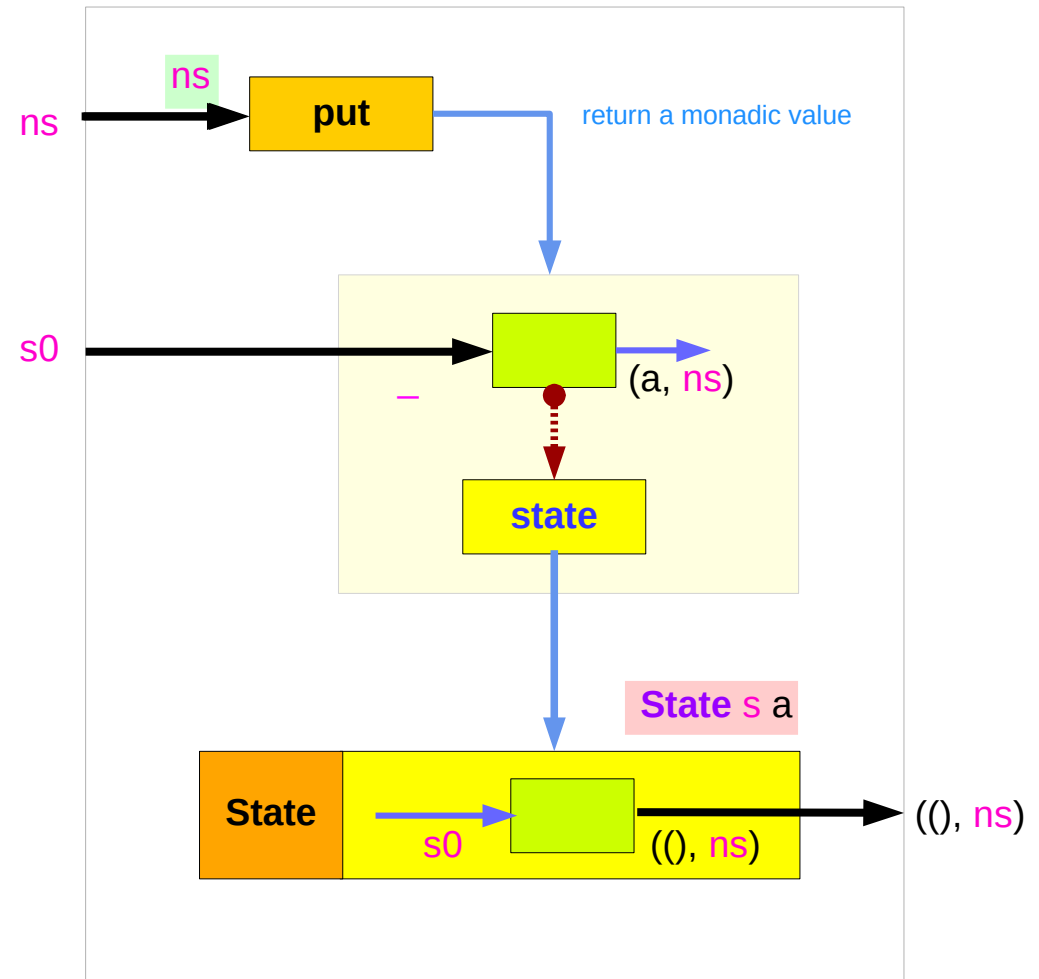 ns
ns
put
return a monadic value
s0
_
(a, ns)
state
State s a
State
s0
((), ns)
((), ns)